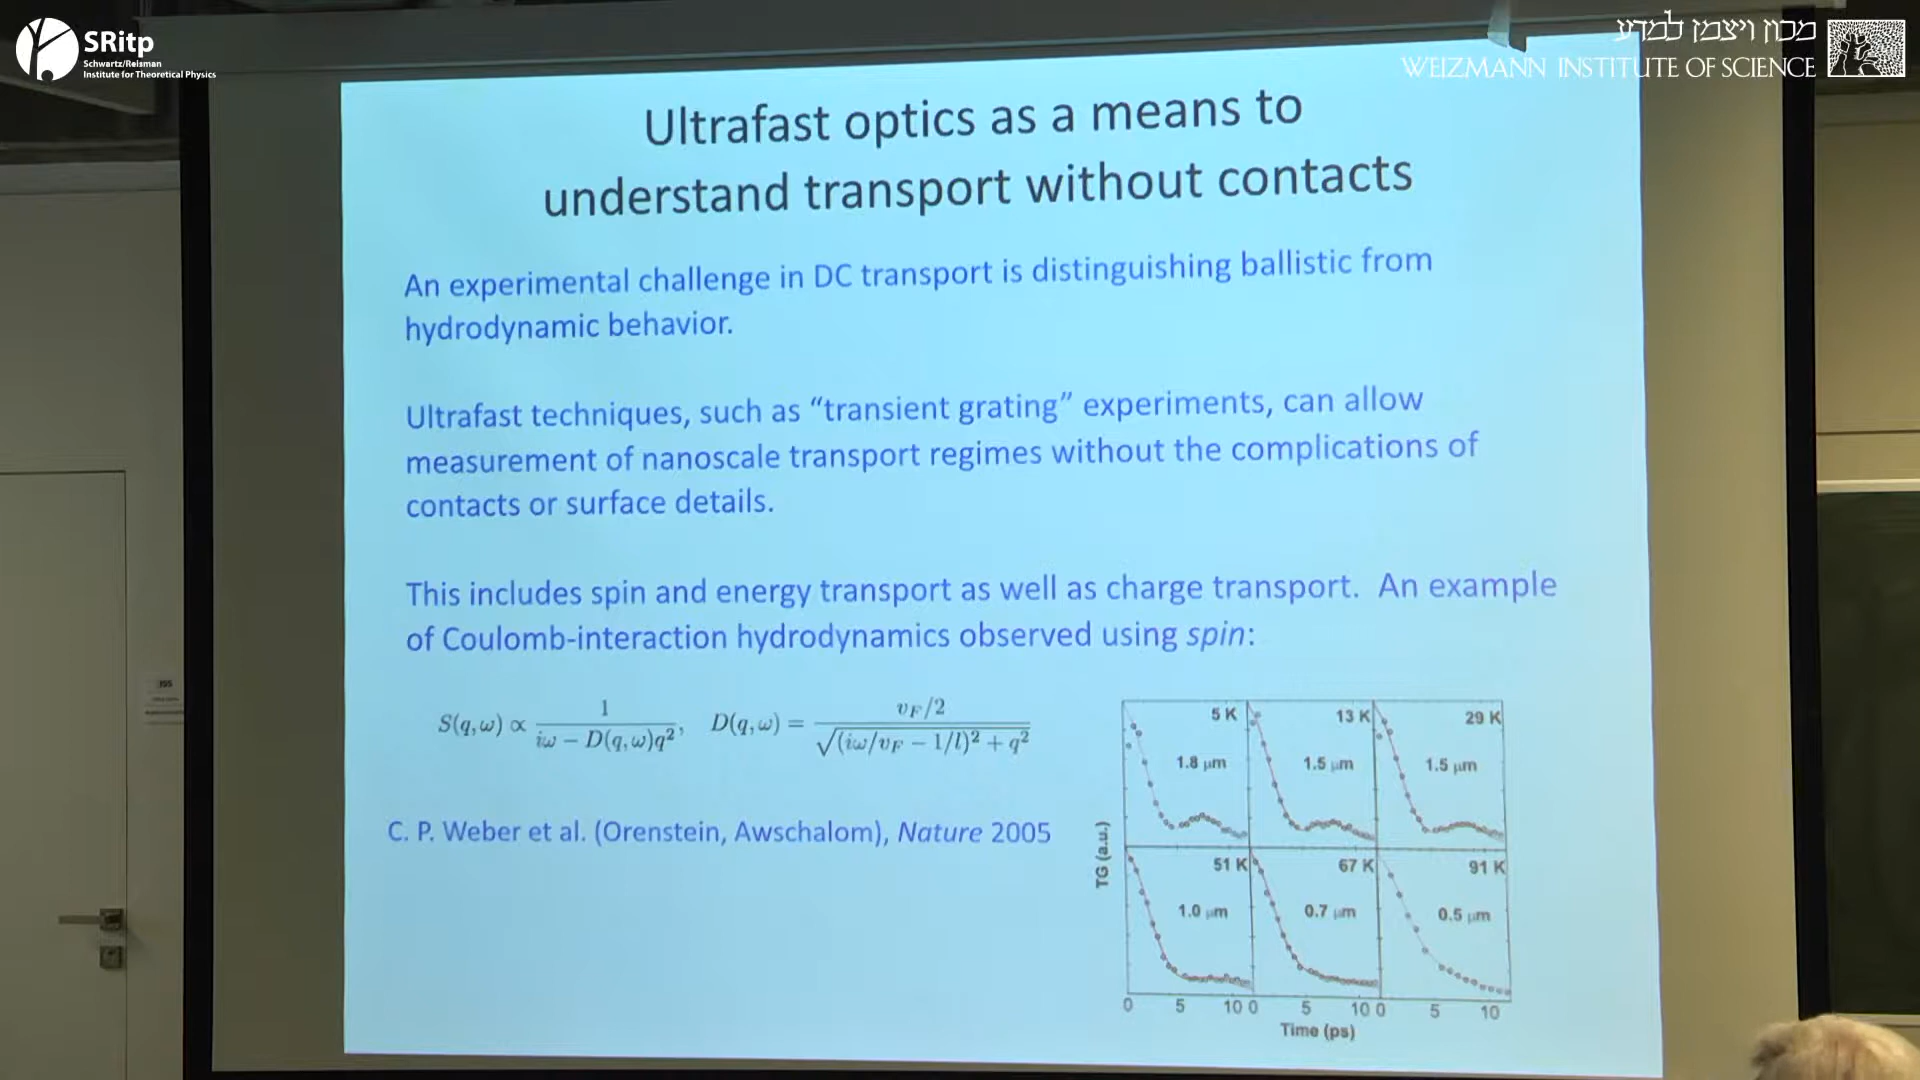 SRitp
Schwartz/Reisman
Institute for Theoretical Physics
מכון ויצמן למדע
WEIZMANN INSTITUTE OF SCIENCE
Ultrafast optics as a means to
understand transport without contacts
An experimental challenge in DC transport is distinguishing ballistic from
hydrodynamic behavior.
Ultrafast techniques, such as “transient grating” experiments, can allow
measurement of nanoscale transport regimes without the complications of
contacts or surface details.
This includes spin and energy transport as well as charge transport. An example
of Coulomb-interaction hydrodynamics observed using spin:
S(q,ω) ∝ 1 / (iω − D(q,ω)q²), D(q,ω) = (v_F/2) / √((iω/v_F − 1/l)² + q²)
C. P. Weber et al. (Orenstein, Awschalom), Nature 2005
5 K 13 K 29 K
1.8 μm 1.5 μm 1.5 μm
51 K 67 K 91 K
1.0 μm 0.7 μm 0.5 μm
TG (a.u.)
0 5 10 0 5 10 0 5 10
Time (ps)